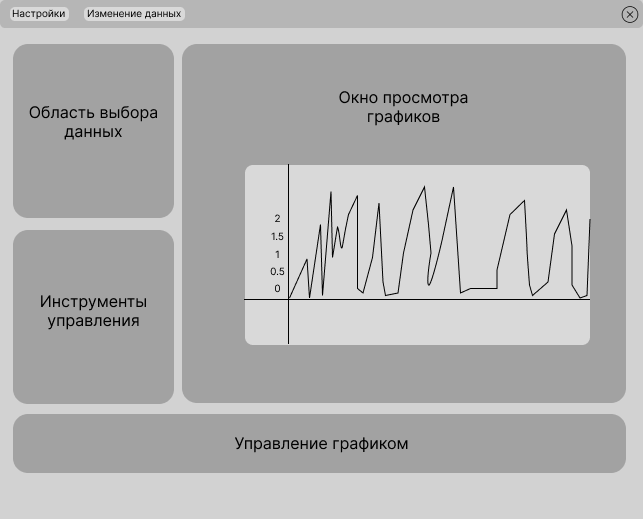 Настройки
Изменение данных
Область выбора
данных
Окно просмотра
графиков
2
1.5
1
0.5
0
Инструменты
управления
Управление графиком